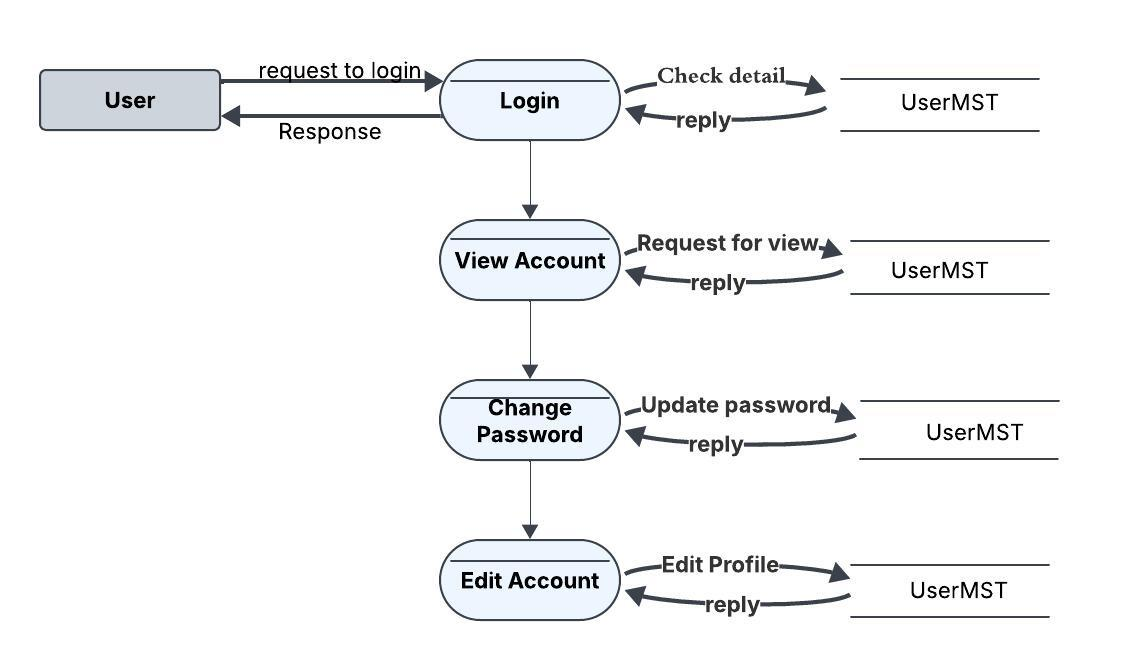 request to login
User
Response
Login
Check detail
reply
UserMST
View Account
Request for view
reply
UserMST
Change
Password
Update password
reply
UserMST
Edit Account
Edit Profile
reply
UserMST